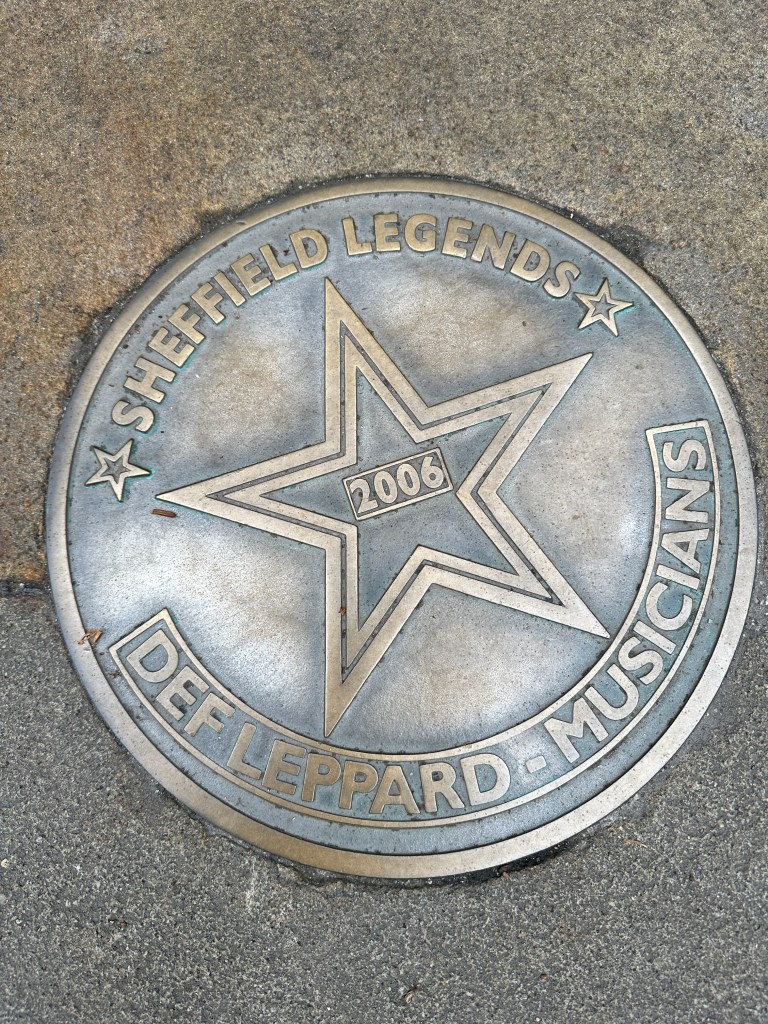 SHEFFIELD LEGENDS
2006
DEF LEPPARD - MUSICIANS